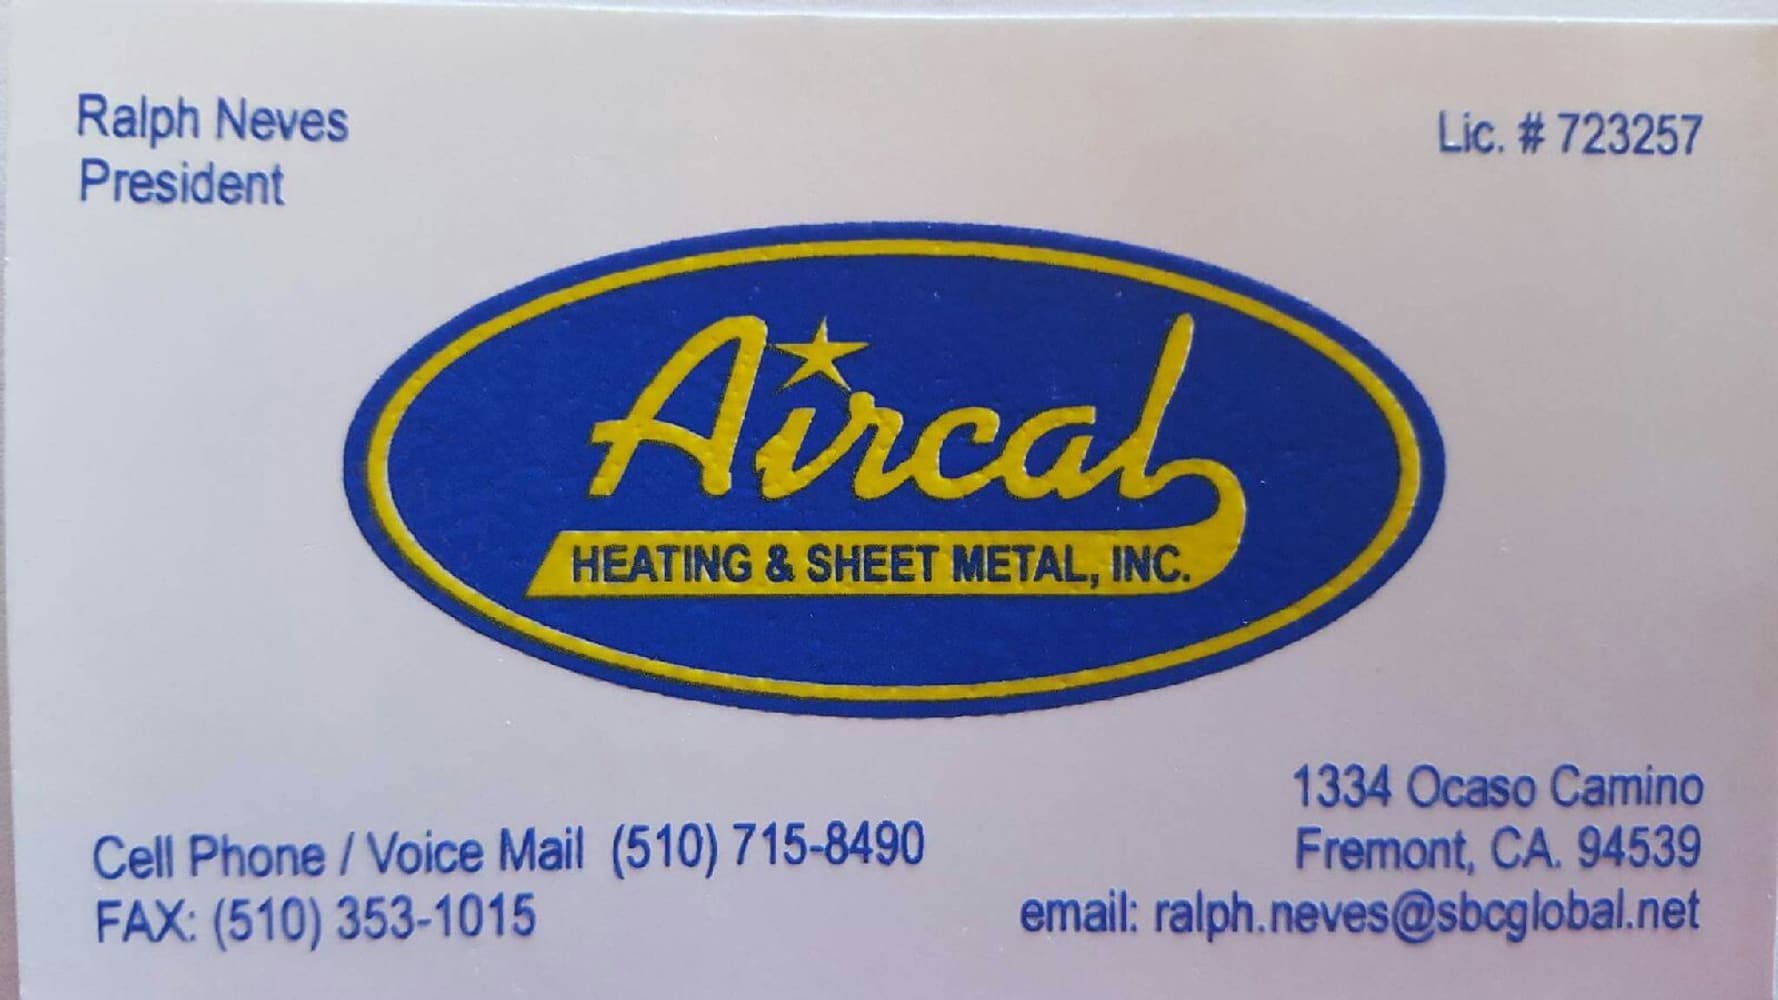 Ralph Neves
President
Lic. # 723257
Aircal
HEATING & SHEET METAL, INC.
Cell Phone / Voice Mail (510) 715-8490
FAX: (510) 353-1015
1334 Ocaso Camino
Fremont, CA. 94539
email: ralph.neves@sbcglobal.net